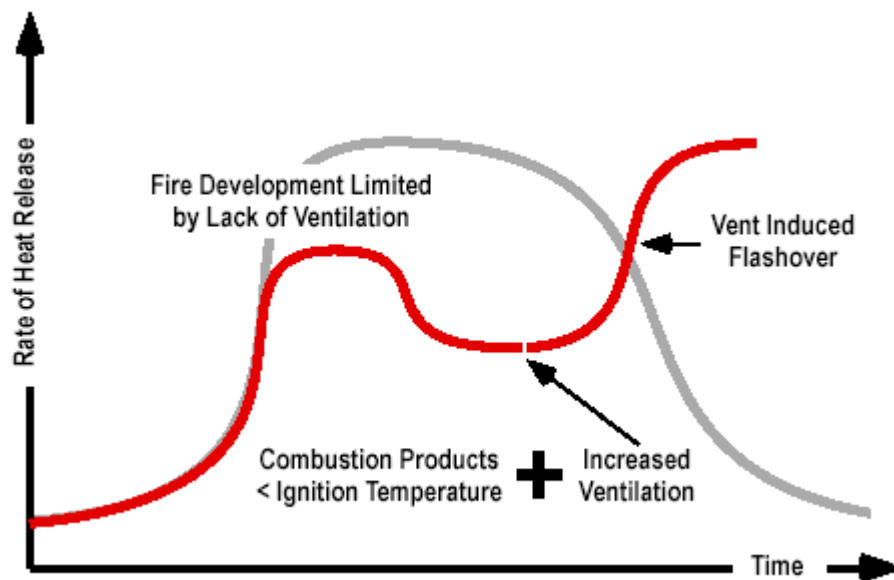 Rate of Heat Release
Fire Development Limited
by Lack of Ventilation
Vent Induced
Flashover
Combustion Products
< Ignition Temperature
+
Increased
Ventilation
Time